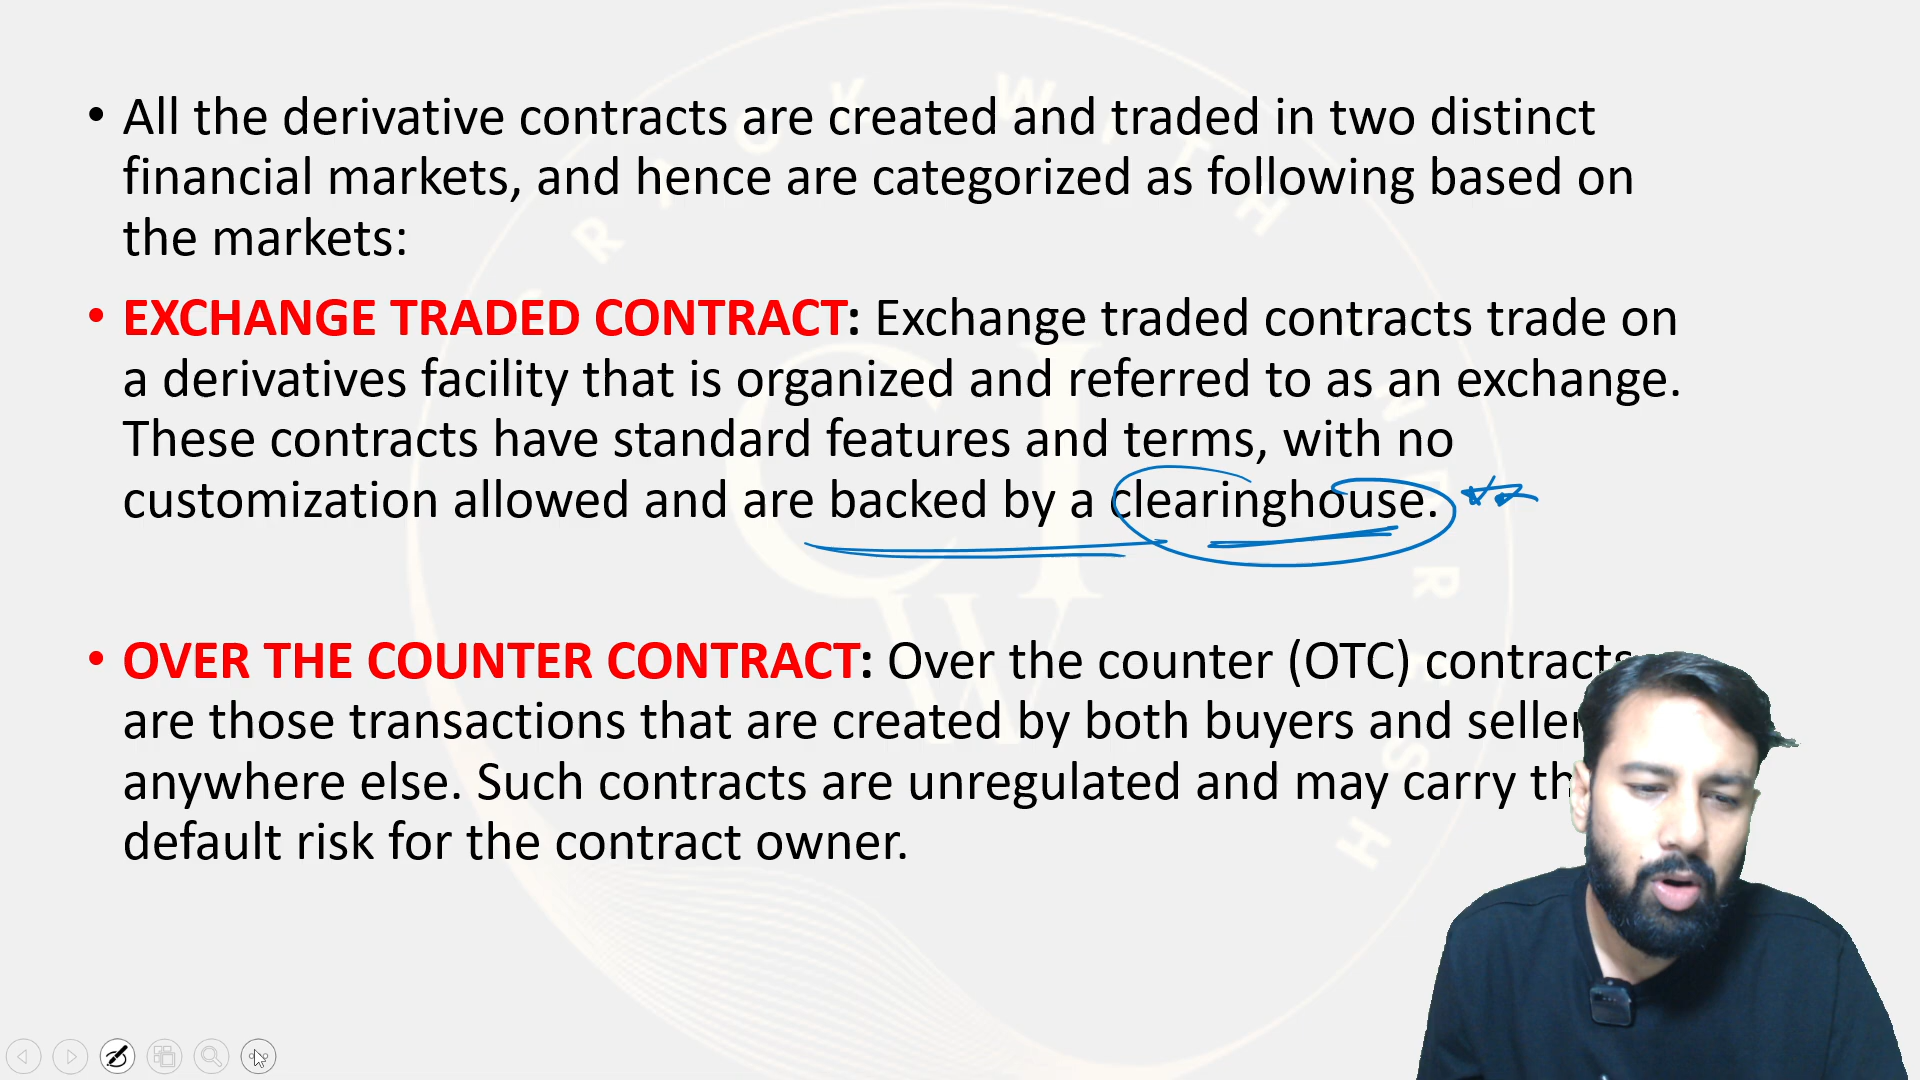 • All the derivative contracts are created and traded in two distinct
financial markets, and hence are categorized as following based on
the markets:
• EXCHANGE TRADED CONTRACT: Exchange traded contracts trade on
a derivatives facility that is organized and referred to as an exchange.
These contracts have standard features and terms, with no
customization allowed and are backed by a clearinghouse.
• OVER THE COUNTER CONTRACT: Over the counter (OTC) contracts
are those transactions that are created by both buyers and seller
anywhere else. Such contracts are unregulated and may carry
default risk for the contract owner.
CIW